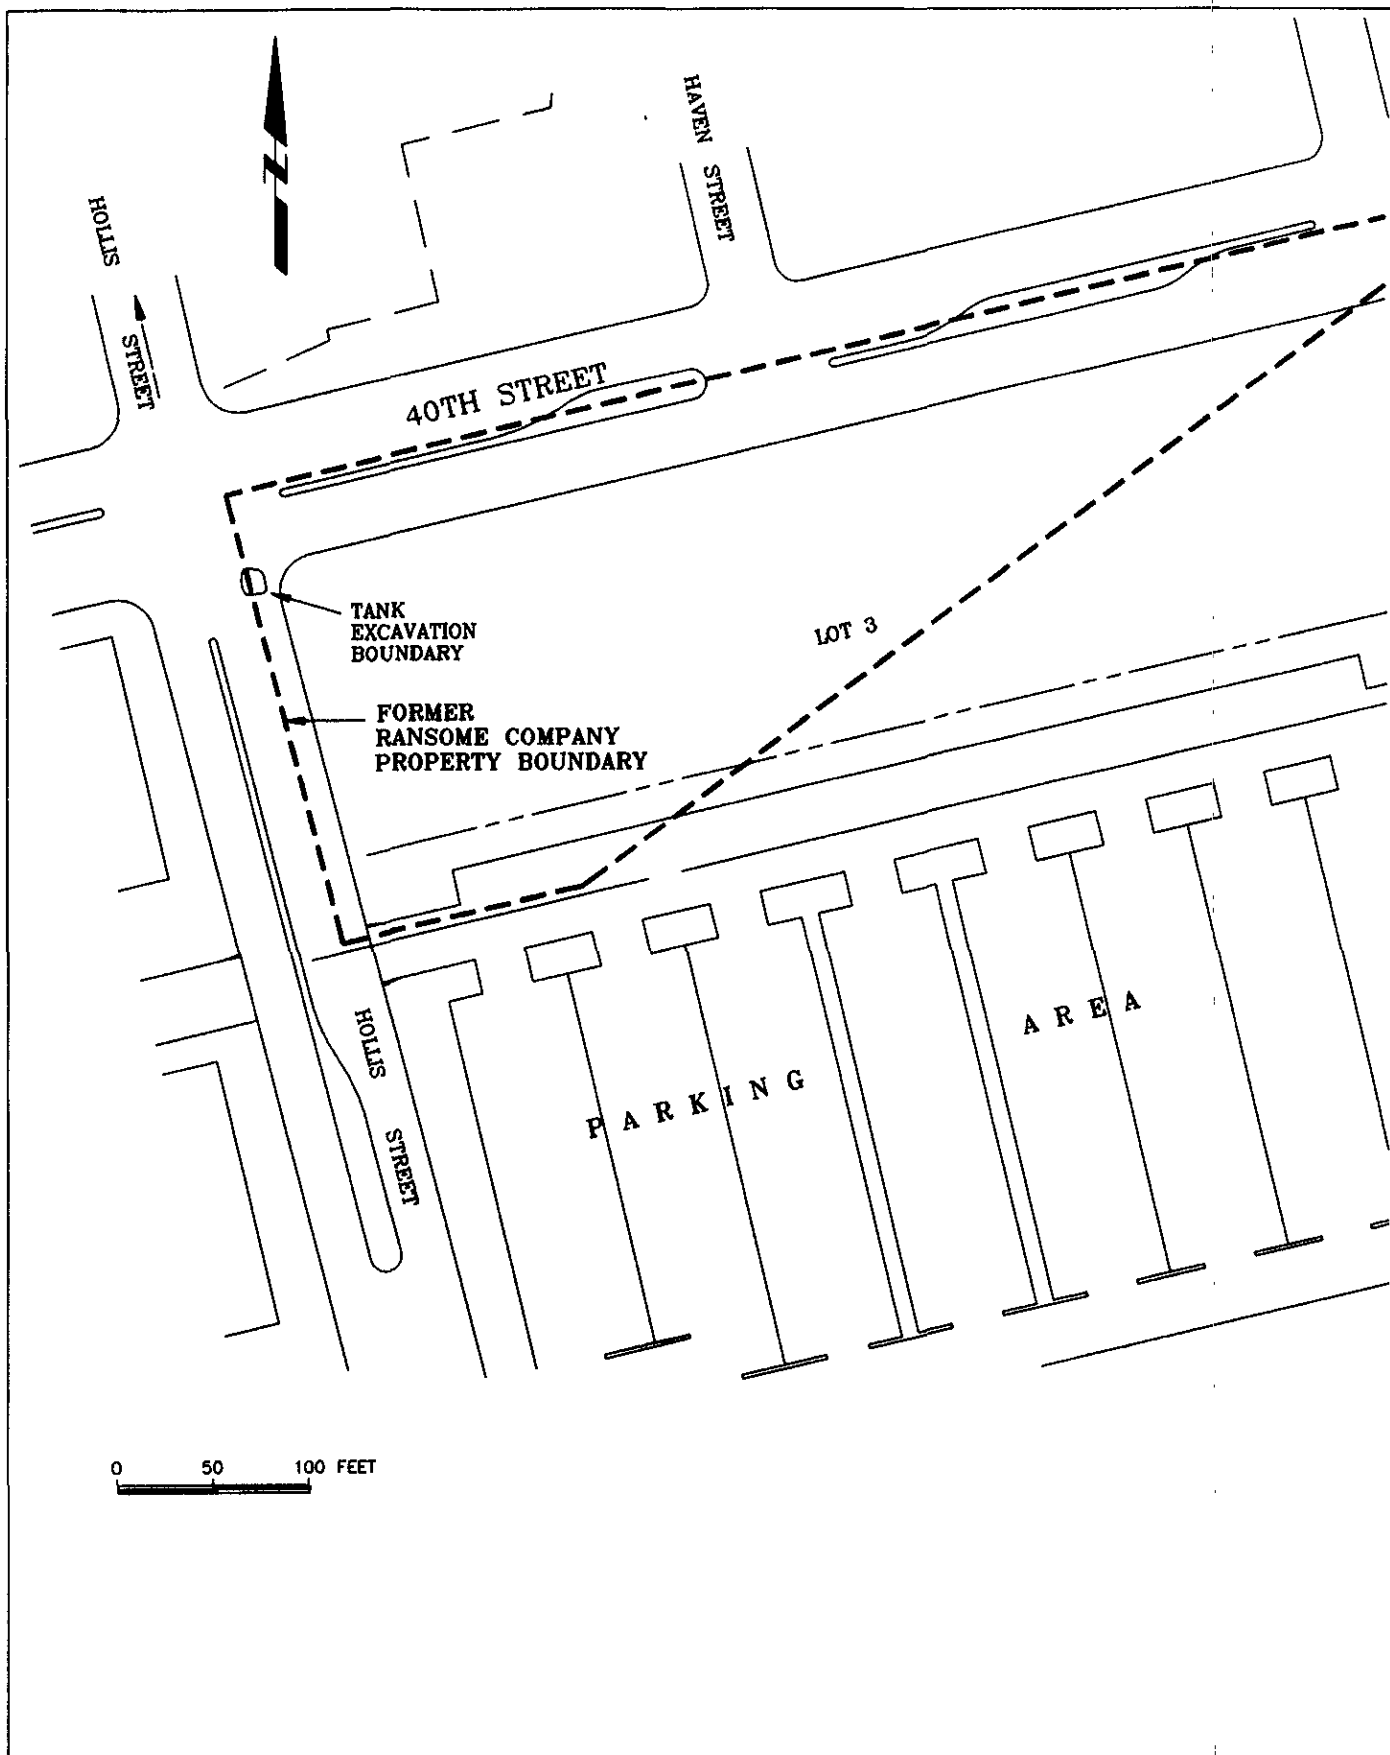 HAVEN STREET
HOLLIS STREET
N
40TH STREET
TANK
EXCAVATION
BOUNDARY
LOT 3
FORMER
RANSOME COMPANY
PROPERTY BOUNDARY
HOLLIS STREET
PARKING AREA
0 50 100 FEET